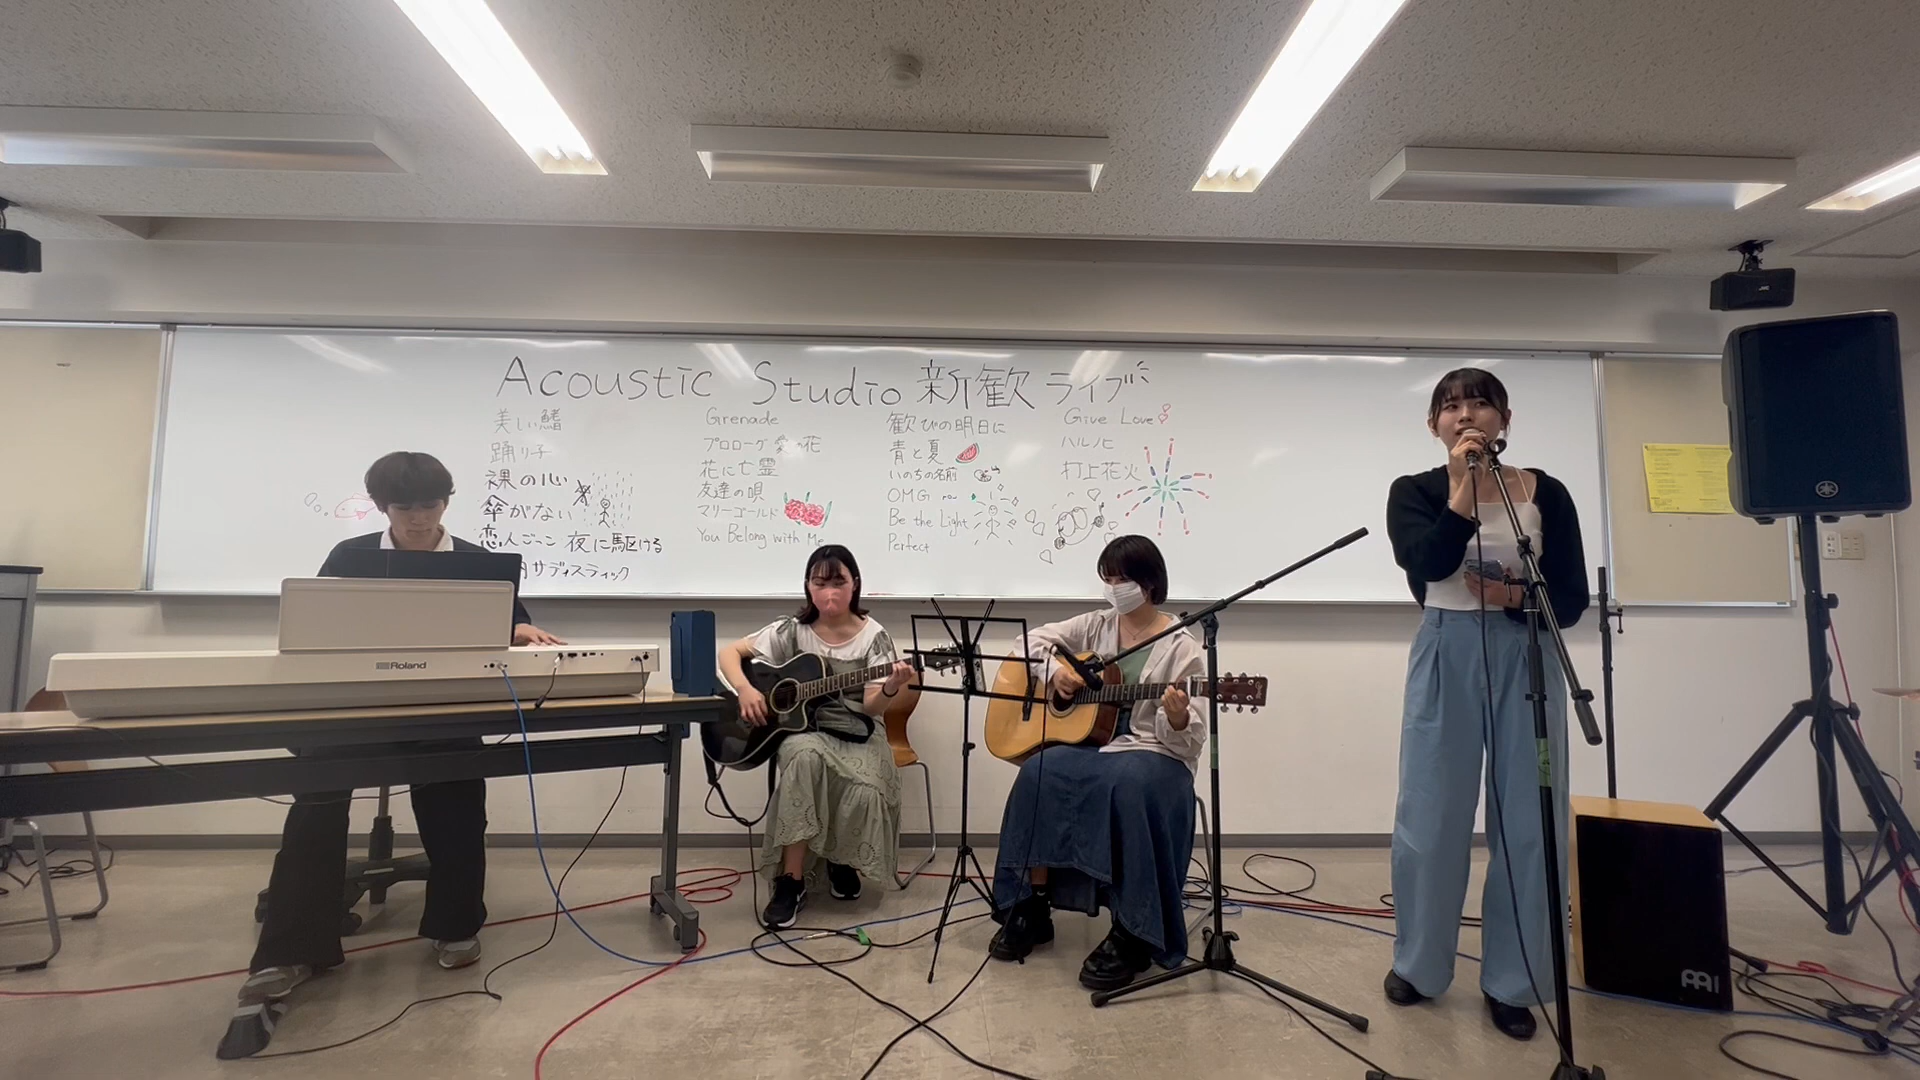 Acoustic Studio 新歓ライブ
美しい鰭
踊り子
裸の心
傘がない
恋人ごっこ 夜に駆ける
サディスティック
Grenade
プロローグ 愛の花
花に亡霊
友達の唄
マリーゴールド
You Belong with Me
歓びの明日に
青と夏
いのちの名前
OMG
Be the Light
Perfect
Give Love
ハルノヒ
打上花火
Roland
JVC